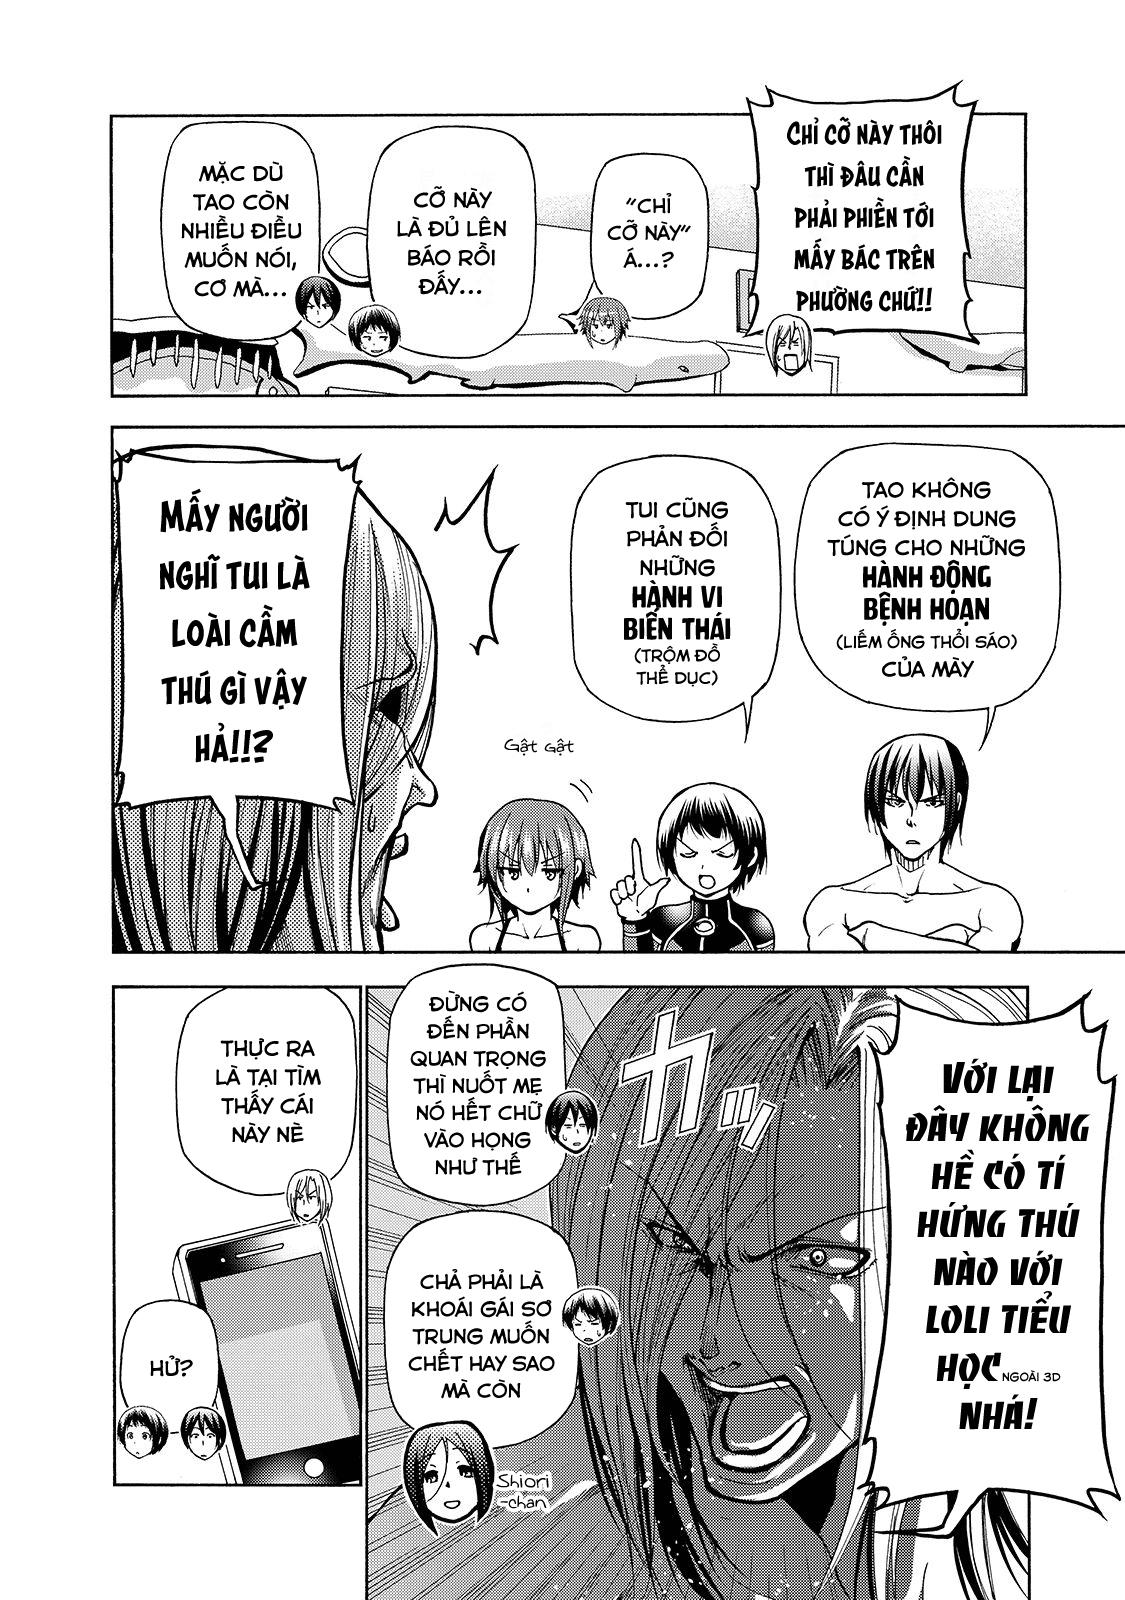 CHỈ CỠ NÀY THÔI
THÌ ĐÂU CẦN
PHẢI PHIỀN TỚI
MẤY BÁC TRÊN
PHƯỜNG CHỨ!!
"CHỈ
CỠ NÀY"
Á...?
CỠ NÀY
LÀ ĐỦ LÊN
BÁO RỒI
ĐẤY...
MẶC DÙ
TAO CÒN
NHIỀU ĐIỀU
MUỐN NÓI,
CƠ MÀ...
TAO KHÔNG
CÓ Ý ĐỊNH DUNG
TÚNG CHO NHỮNG
HÀNH ĐỘNG
BỆNH HOẠN
(LIẾM ỐNG THỔI SÁO)
CỦA MÀY
TUI CŨNG
PHẢN ĐỐI
NHỮNG
HÀNH VI
BIẾN THÁI
(TRỘM ĐỒ
THỂ DỤC)
GẬT GẬT
MẤY NGƯỜI
NGHĨ TUI LÀ
LOÀI CẦM
THÚ GÌ VẬY
HẢ!!?
VỚI LẠI
ĐÂY KHÔNG
HỀ CÓ TÍ
HỨNG THÚ
NÀO VỚI
LOLI TIỂU
HỌC NGOÀI 3D
NHÁ!
カッ
ĐỪNG CÓ
ĐẾN PHẦN
QUAN TRỌNG
THÌ NUỐT MẸ
NÓ HẾT CHỮ
VÀO HỌNG
NHƯ THẾ
CHẢ PHẢI LÀ
KHOÁI GÁI SƠ
TRUNG MUỐN
CHẾT HAY SAO
MÀ CÒN
Shiori
-chan
THỰC RA
LÀ TẠI TÌM
THẤY CÁI
NÀY NÈ
HỬ?